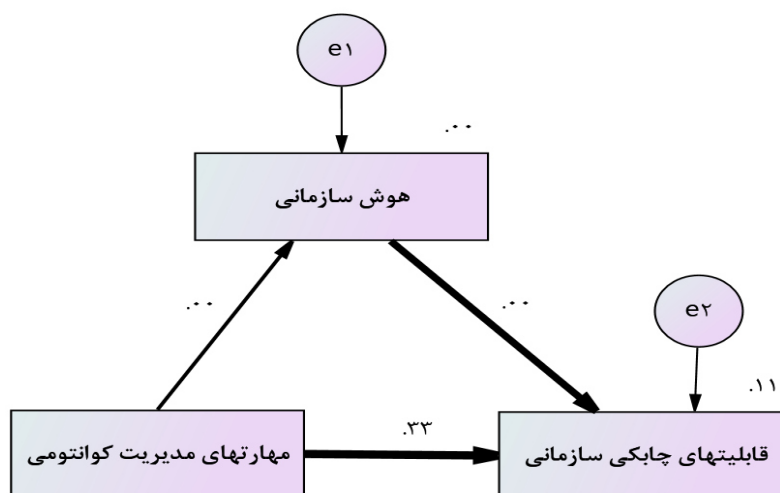 e۱
.۰۰
هوش سازمانی
.۰۰
.۰۰
e۲
.۱۱
.۳۳
مهارتهای مدیریت کوانتومی
قابلیتهای چابکی سازمانی